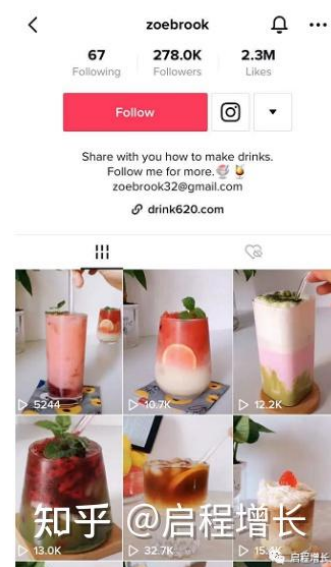 zoebrook
67 278.0K 2.3M
Following Followers Likes
Follow
Share with you how to make drinks.
Follow me for more.🍧🍹
zoebrook32@gmail.com
drink620.com
5244 10.7K 12.2K
13.0K 32.7K
知乎 @启程增长
启程增长